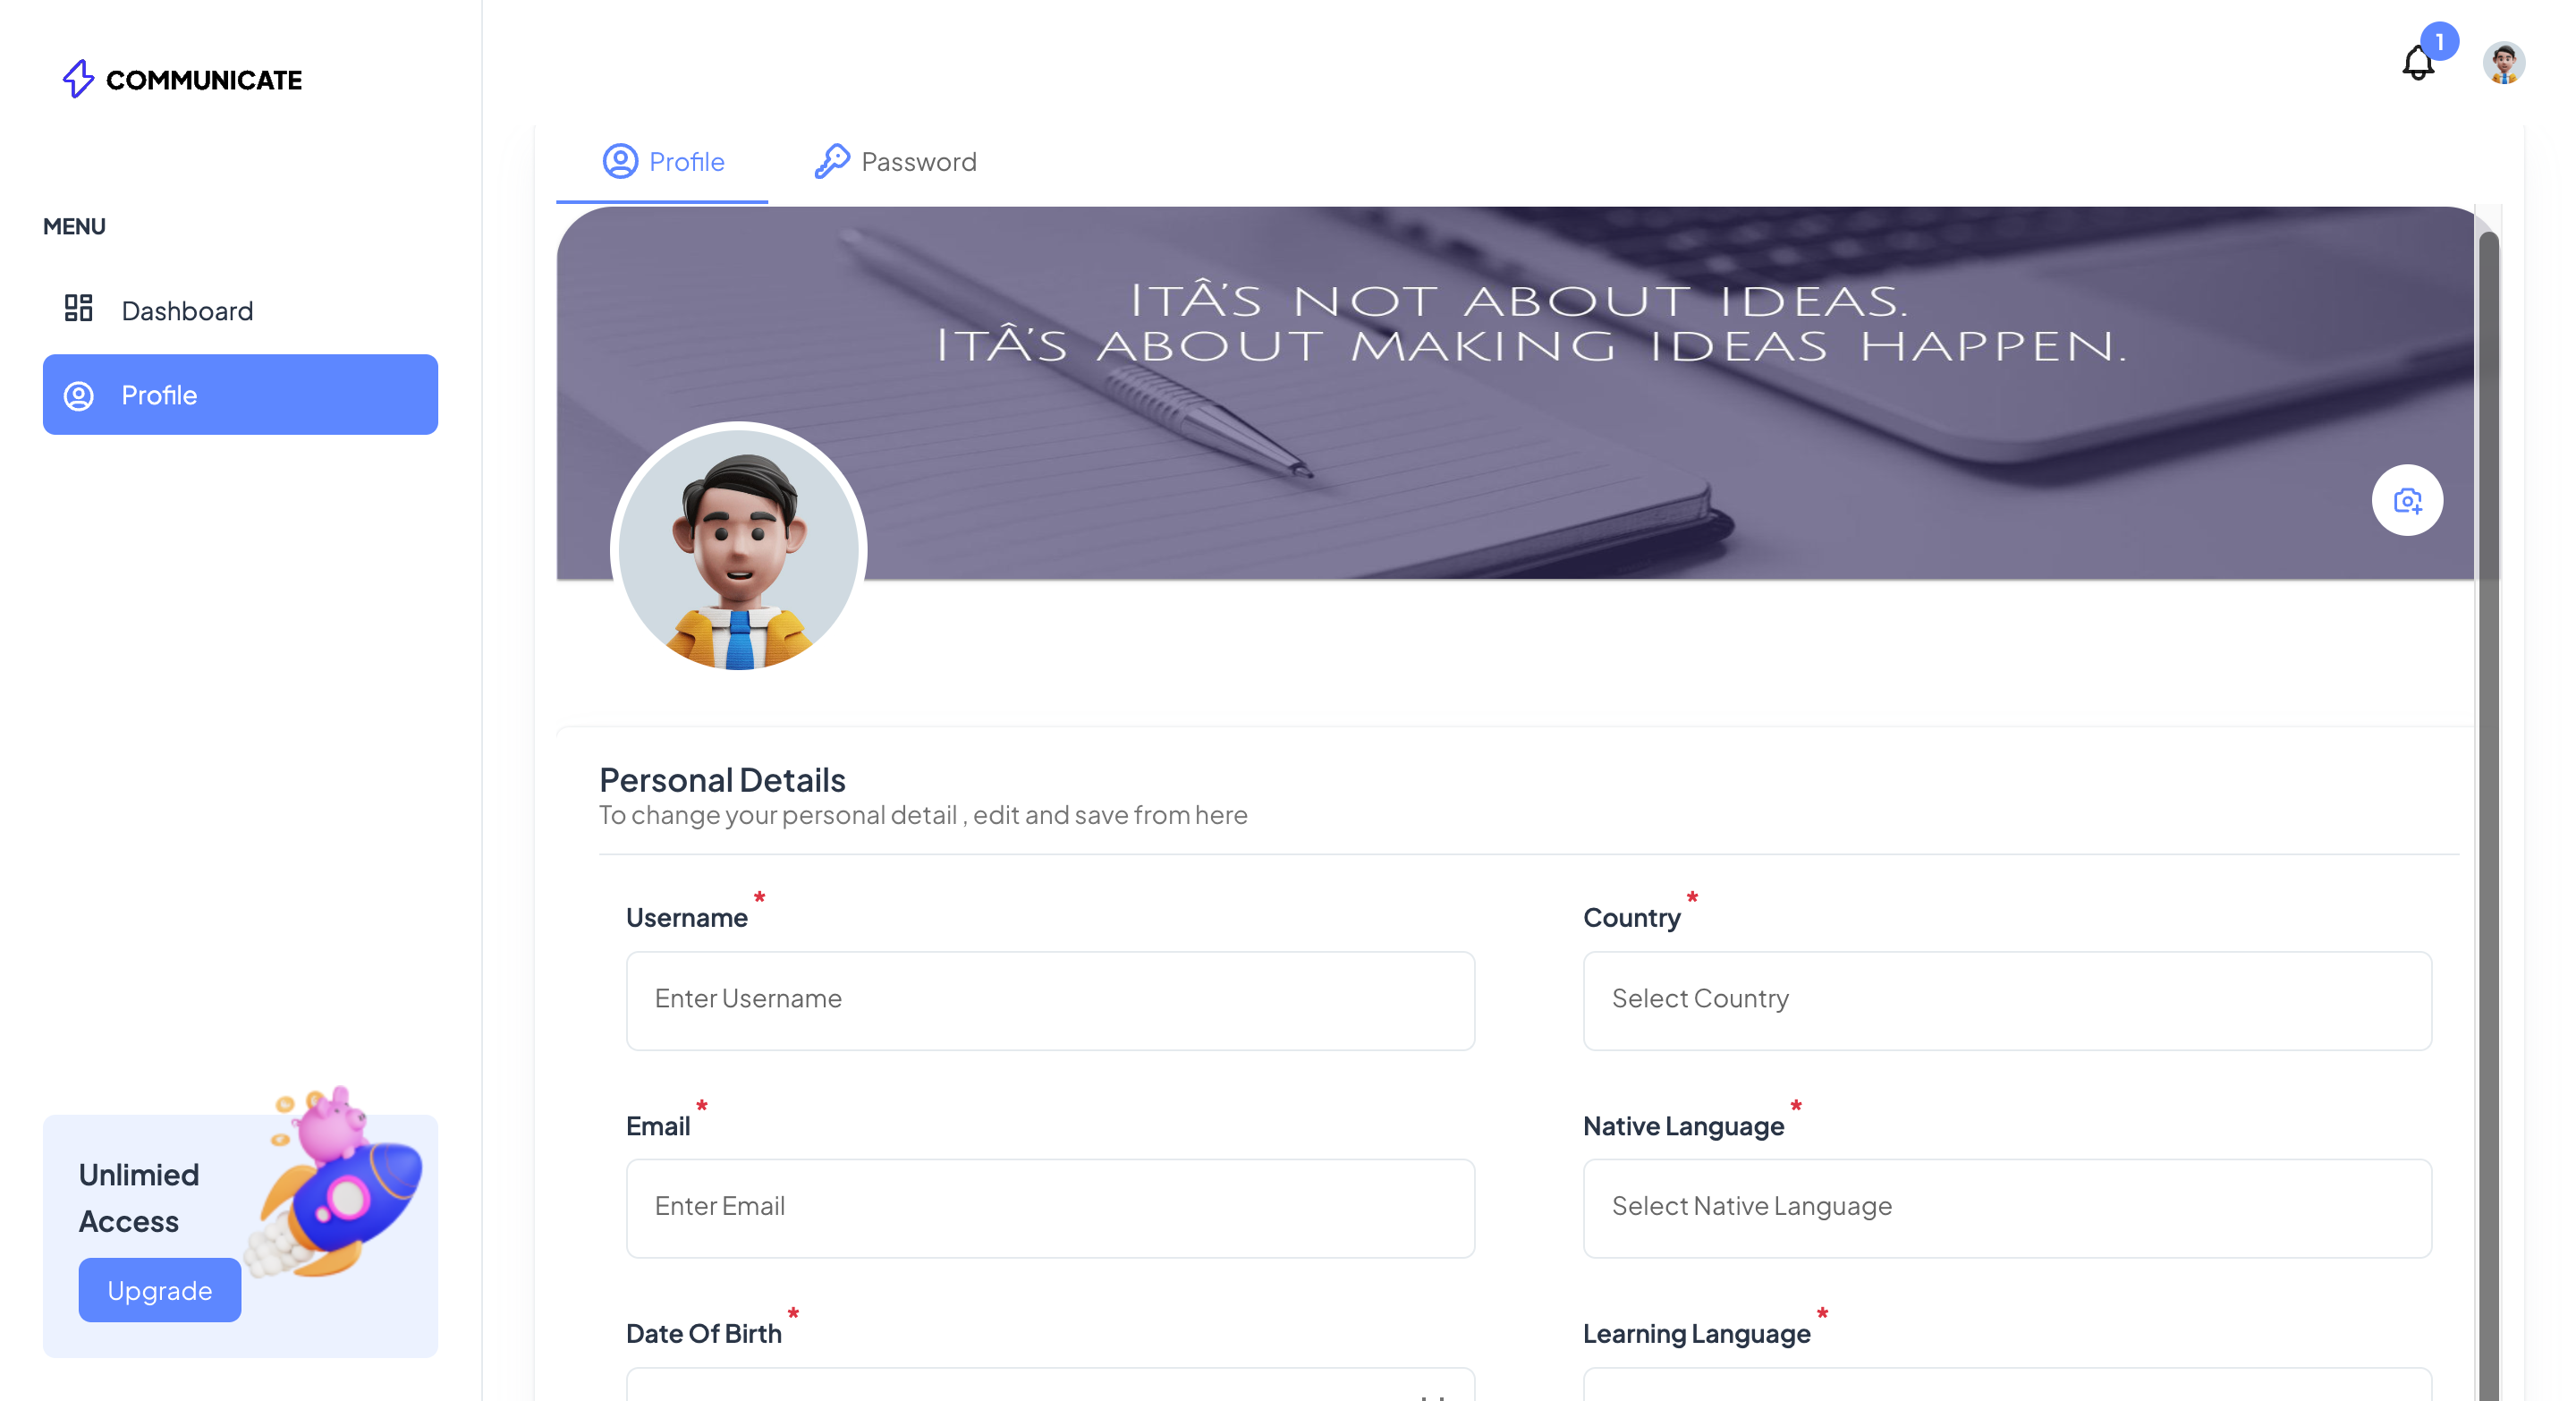 COMMUNICATE
1
MENU
Dashboard
Profile
Unlimied
Access
Upgrade
Profile
Password
ITÂ’S NOT ABOUT IDEAS.
ITÂ’S ABOUT MAKING IDEAS HAPPEN.
Personal Details
To change your personal detail , edit and save from here
Username *
Enter Username
Country *
Select Country
Email *
Enter Email
Native Language *
Select Native Language
Date Of Birth *
Learning Language *